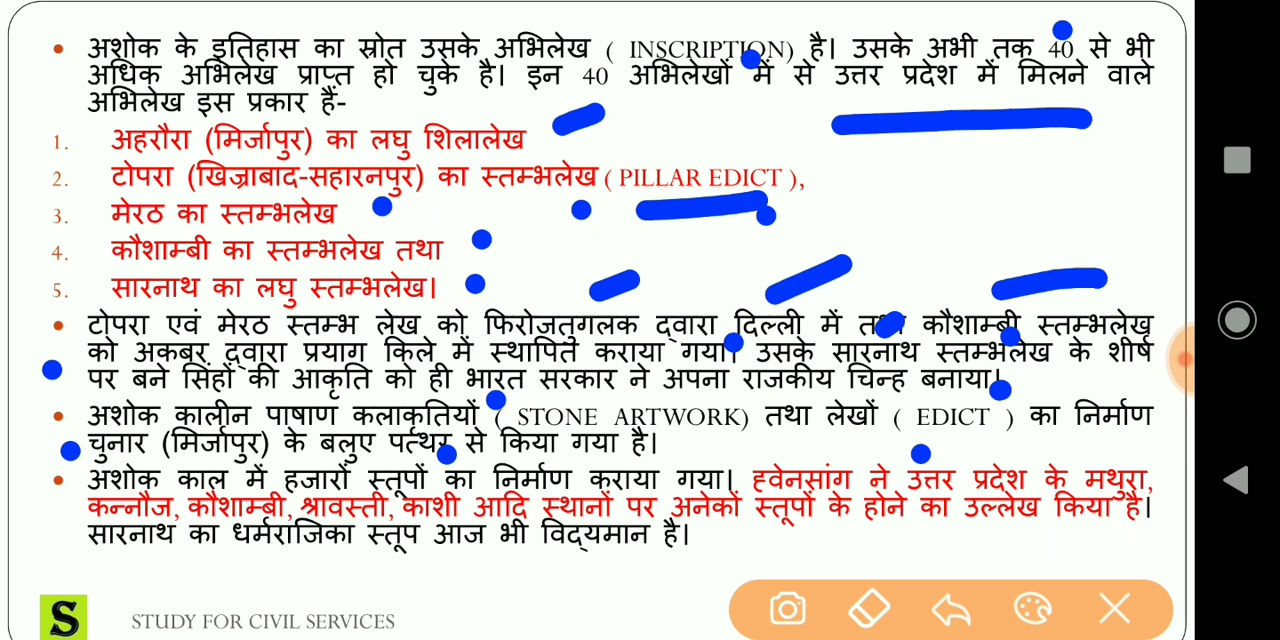 • अशोक के इतिहास का स्रोत उसके अभिलेख ( INSCRIPTION) है। उसके अभी तक 40 से भी
अधिक अभिलेख प्राप्त हो चुके है। इन 40 अभिलेखों में से उत्तर प्रदेश में मिलने वाले
अभिलेख इस प्रकार हैं-
1. अहरौरा (मिर्जापुर) का लघु शिलालेख
2. टोपरा (खिज्राबाद-सहारनपुर) का स्तम्भलेख ( PILLAR EDICT ),
3. मेरठ का स्तम्भलेख
4. कौशाम्बी का स्तम्भलेख तथा
5. सारनाथ का लघु स्तम्भलेख।
• टोपरा एवं मेरठ स्तम्भ लेख को फिरोजतुगलक द्वारा दिल्ली में तथा कौशाम्बी स्तम्भलेख
को अकबर द्वारा प्रयाग किले में स्थापित कराया गया। उसके सारनाथ स्तम्भलेख के शीर्ष
पर बने सिंहों की आकृति को ही भारत सरकार ने अपना राजकीय चिन्ह बनाया।
• अशोक कालीन पाषाण कलाकृतियों ( STONE ARTWORK) तथा लेखों ( EDICT ) का निर्माण
चुनार (मिर्जापुर) के बलुए पत्थर से किया गया है।
• अशोक काल में हजारों स्तूपों का निर्माण कराया गया। ह्वेनसांग ने उत्तर प्रदेश के मथुरा,
कन्नौज, कौशाम्बी, श्रावस्ती, काशी आदि स्थानों पर अनेकों स्तूपों के होने का उल्लेख किया है।
सारनाथ का धर्मराजिका स्तूप आज भी विद्यमान है।
S STUDY FOR CIVIL SERVICES